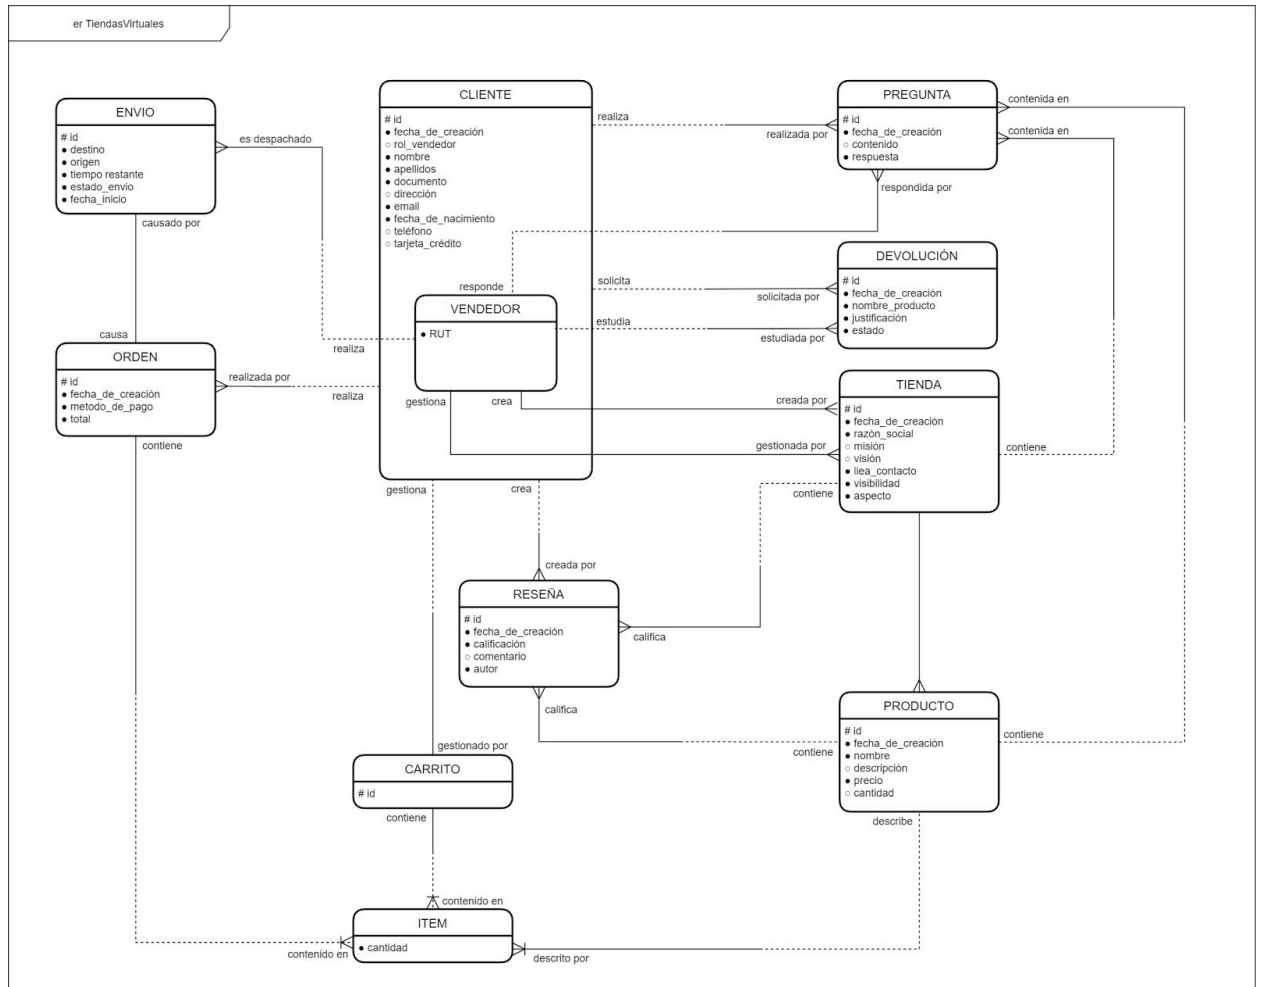 er TiendasVirtuales
ENVIO
# id
● destino
● origen
● tiempo restante
● estado_envio
● fecha_inicio
es despachado
causado por
causa
realiza
ORDEN
# id
● fecha_de_creación
● metodo_de_pago
● total
realizada por
realiza
contiene
CLIENTE
# id
● fecha_de_creación
○ rol_vendedor
● nombre
● apellidos
● documento
○ dirección
● email
● fecha_de_nacimiento
○ teléfono
○ tarjeta_crédito
responde
VENDEDOR
● RUT
gestiona
crea
gestiona
crea
realiza
realizada por
PREGUNTA
# id
● fecha_de_creación
○ contenido
● respuesta
contenida en
contenida en
respondida por
solicita
solicitada por
estudia
estudiada por
DEVOLUCIÓN
# id
● fecha_de_creación
● nombre_producto
● justificación
● estado
creada por
gestionada por
TIENDA
# id
● fecha_de_creación
● razón_social
○ misión
○ visión
● liea_contacto
● visibilidad
● aspecto
contiene
contiene
creada por
RESEÑA
# id
● fecha_de_creación
● calificación
○ comentario
● autor
califica
califica
PRODUCTO
# id
● fecha_de_creación
● nombre
○ descripción
● precio
○ cantidad
contiene
contiene
describe
gestionado por
CARRITO
# id
contiene
contenido en
ITEM
● cantidad
contenido en
descrito por